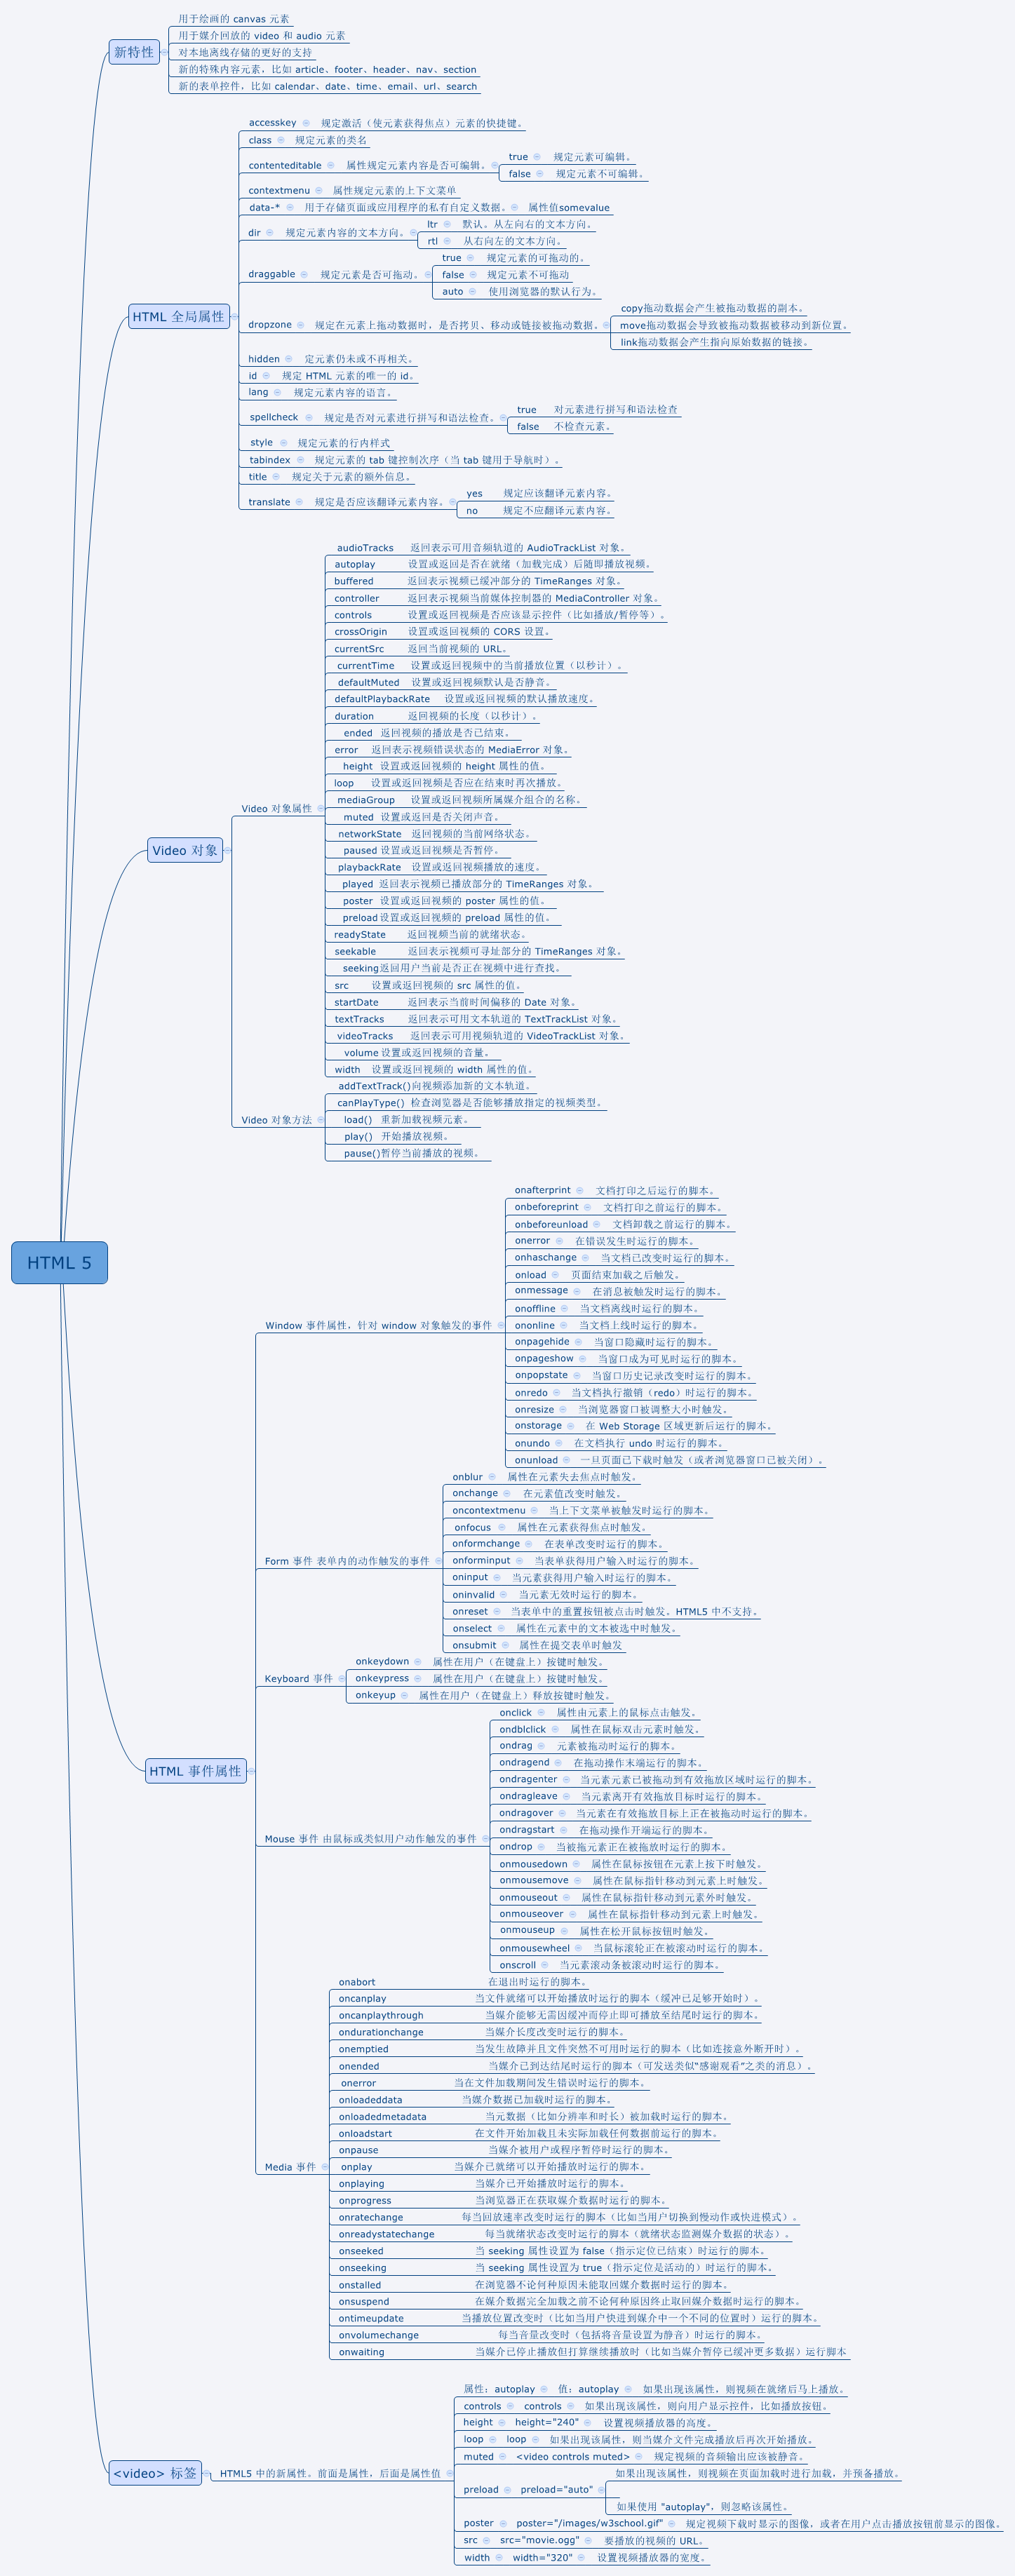 HTML 5
新特性
用于绘画的 canvas 元素
用于媒介回放的 video 和 audio 元素
对本地离线存储的更好的支持
新的特殊内容元素，比如 article、footer、header、nav、section
新的表单控件，比如 calendar、date、time、email、url、search
HTML 全局属性
accesskey 规定激活（使元素获得焦点）元素的快捷键。
class 规定元素的类名
contenteditable 属性规定元素内容是否可编辑。
true 规定元素可编辑。
false 规定元素不可编辑。
contextmenu 属性规定元素的上下文菜单
data-* 用于存储页面或应用程序的私有自定义数据。 属性值somevalue
dir 规定元素内容的文本方向。
ltr 默认。从左向右的文本方向。
rtl 从右向左的文本方向。
draggable 规定元素是否可拖动。
true 规定元素的可拖动的。
false 规定元素不可拖动
auto 使用浏览器的默认行为。
dropzone 规定在元素上拖动数据时，是否拷贝、移动或链接被拖动数据。
copy拖动数据会产生被拖动数据的副本。
move拖动数据会导致被拖动数据被移动到新位置。
link拖动数据会产生指向原始数据的链接。
hidden 定元素仍未或不再相关。
id 规定 HTML 元素的唯一的 id。
lang 规定元素内容的语言。
spellcheck 规定是否对元素进行拼写和语法检查。
true 对元素进行拼写和语法检查
false 不检查元素。
style 规定元素的行内样式
tabindex 规定元素的 tab 键控制次序（当 tab 键用于导航时）。
title 规定关于元素的额外信息。
translate 规定是否应该翻译元素内容。
yes 规定应该翻译元素内容。
no 规定不应翻译元素内容。
Video 对象
Video 对象属性
audioTracks 返回表示可用音频轨道的 AudioTrackList 对象。
autoplay 设置或返回是否在就绪（加载完成）后随即播放视频。
buffered 返回表示视频已缓冲部分的 TimeRanges 对象。
controller 返回表示视频当前媒体控制器的 MediaController 对象。
controls 设置或返回视频是否应该显示控件（比如播放/暂停等）。
crossOrigin 设置或返回视频的 CORS 设置。
currentSrc 返回当前视频的 URL。
currentTime 设置或返回视频中的当前播放位置（以秒计）。
defaultMuted 设置或返回视频默认是否静音。
defaultPlaybackRate 设置或返回视频的默认播放速度。
duration 返回视频的长度（以秒计）。
ended 返回视频的播放是否已结束。
error 返回表示视频错误状态的 MediaError 对象。
height 设置或返回视频的 height 属性的值。
loop 设置或返回视频是否应在结束时再次播放。
mediaGroup 设置或返回视频所属媒介组合的名称。
muted 设置或返回是否关闭声音。
networkState 返回视频的当前网络状态。
paused 设置或返回视频是否暂停。
playbackRate 设置或返回视频播放的速度。
played 返回表示视频已播放部分的 TimeRanges 对象。
poster 设置或返回视频的 poster 属性的值。
preload 设置或返回视频的 preload 属性的值。
readyState 返回视频当前的就绪状态。
seekable 返回表示视频可寻址部分的 TimeRanges 对象。
seeking返回用户当前是否正在视频中进行查找。
src 设置或返回视频的 src 属性的值。
startDate 返回表示当前时间偏移的 Date 对象。
textTracks 返回表示可用文本轨道的 TextTrackList 对象。
videoTracks 返回表示可用视频轨道的 VideoTrackList 对象。
volume 设置或返回视频的音量。
width 设置或返回视频的 width 属性的值。
Video 对象方法
addTextTrack()向视频添加新的文本轨道。
canPlayType() 检查浏览器是否能够播放指定的视频类型。
load() 重新加载视频元素。
play() 开始播放视频。
pause()暂停当前播放的视频。
HTML 事件属性
Window 事件属性，针对 window 对象触发的事件
onafterprint 文档打印之后运行的脚本。
onbeforeprint 文档打印之前运行的脚本。
onbeforeunload 文档卸载之前运行的脚本。
onerror 在错误发生时运行的脚本。
onhaschange 当文档已改变时运行的脚本。
onload 页面结束加载之后触发。
onmessage 在消息被触发时运行的脚本。
onoffline 当文档离线时运行的脚本。
ononline 当文档上线时运行的脚本。
onpagehide 当窗口隐藏时运行的脚本。
onpageshow 当窗口成为可见时运行的脚本。
onpopstate 当窗口历史记录改变时运行的脚本。
onredo 当文档执行撤销（redo）时运行的脚本。
onresize 当浏览器窗口被调整大小时触发。
onstorage 在 Web Storage 区域更新后运行的脚本。
onundo 在文档执行 undo 时运行的脚本。
onunload 一旦页面已下载时触发（或者浏览器窗口已被关闭）。
Form 事件 表单内的动作触发的事件
onblur 属性在元素失去焦点时触发。
onchange 在元素值改变时触发。
oncontextmenu 当上下文菜单被触发时运行的脚本。
onfocus 属性在元素获得焦点时触发。
onformchange 在表单改变时运行的脚本。
onforminput 当表单获得用户输入时运行的脚本。
oninput 当元素获得用户输入时运行的脚本。
oninvalid 当元素无效时运行的脚本。
onreset 当表单中的重置按钮被点击时触发。HTML5 中不支持。
onselect 属性在元素中的文本被选中时触发。
onsubmit 属性在提交表单时触发
Keyboard 事件
onkeydown 属性在用户（在键盘上）按键时触发。
onkeypress 属性在用户（在键盘上）按键时触发。
onkeyup 属性在用户（在键盘上）释放按键时触发。
Mouse 事件 由鼠标或类似用户动作触发的事件
onclick 属性由元素上的鼠标点击触发。
ondblclick 属性在鼠标双击元素时触发。
ondrag 元素被拖动时运行的脚本。
ondragend 在拖动操作末端运行的脚本。
ondragenter 当元素元素已被拖动到有效拖放区域时运行的脚本。
ondragleave 当元素离开有效拖放目标时运行的脚本。
ondragover 当元素在有效拖放目标上正在被拖动时运行的脚本。
ondragstart 在拖动操作开端运行的脚本。
ondrop 当被拖元素正在被拖放时运行的脚本。
onmousedown 属性在鼠标按钮在元素上按下时触发。
onmousemove 属性在鼠标指针移动到元素上时触发。
onmouseout 属性在鼠标指针移动到元素外时触发。
onmouseover 属性在鼠标指针移动到元素上时触发。
onmouseup 属性在松开鼠标按钮时触发。
onmousewheel 当鼠标滚轮正在被滚动时运行的脚本。
onscroll 当元素滚动条被滚动时运行的脚本。
Media 事件
onabort 在退出时运行的脚本。
oncanplay 当文件就绪可以开始播放时运行的脚本（缓冲已足够开始时）。
oncanplaythrough 当媒介能够无需因缓冲而停止即可播放至结尾时运行的脚本。
ondurationchange 当媒介长度改变时运行的脚本。
onemptied 当发生故障并且文件突然不可用时运行的脚本（比如连接意外断开时）。
onended 当媒介已到达结尾时运行的脚本（可发送类似“感谢观看”之类的消息）。
onerror 当在文件加载期间发生错误时运行的脚本。
onloadeddata 当媒介数据已加载时运行的脚本。
onloadedmetadata 当元数据（比如分辨率和时长）被加载时运行的脚本。
onloadstart 在文件开始加载且未实际加载任何数据前运行的脚本。
onpause 当媒介被用户或程序暂停时运行的脚本。
onplay 当媒介已就绪可以开始播放时运行的脚本。
onplaying 当媒介已开始播放时运行的脚本。
onprogress 当浏览器正在获取媒介数据时运行的脚本。
onratechange 每当回放速率改变时运行的脚本（比如当用户切换到慢动作或快进模式）。
onreadystatechange 每当就绪状态改变时运行的脚本（就绪状态监测媒介数据的状态）。
onseeked 当 seeking 属性设置为 false（指示定位已结束）时运行的脚本。
onseeking 当 seeking 属性设置为 true（指示定位是活动的）时运行的脚本。
onstalled 在浏览器不论何种原因未能取回媒介数据时运行的脚本。
onsuspend 在媒介数据完全加载之前不论何种原因终止取回媒介数据时运行的脚本。
ontimeupdate 当播放位置改变时（比如当用户快进到媒介中一个不同的位置时）运行的脚本。
onvolumechange 每当音量改变时（包括将音量设置为静音）时运行的脚本。
onwaiting 当媒介已停止播放但打算继续播放时（比如当媒介暂停已缓冲更多数据）运行脚本
<video> 标签
HTML5 中的新属性。前面是属性，后面是属性值
属性：autoplay 值：autoplay 如果出现该属性，则视频在就绪后马上播放。
controls controls 如果出现该属性，则向用户显示控件，比如播放按钮。
height height="240" 设置视频播放器的高度。
loop loop 如果出现该属性，则当媒介文件完成播放后再次开始播放。
muted <video controls muted> 规定视频的音频输出应该被静音。
preload preload="auto"
如果出现该属性，则视频在页面加载时进行加载，并预备播放。
如果使用 "autoplay"，则忽略该属性。
poster poster="/images/w3school.gif" 规定视频下载时显示的图像，或者在用户点击播放按钮前显示的图像。
src src="movie.ogg" 要播放的视频的 URL。
width width="320" 设置视频播放器的宽度。